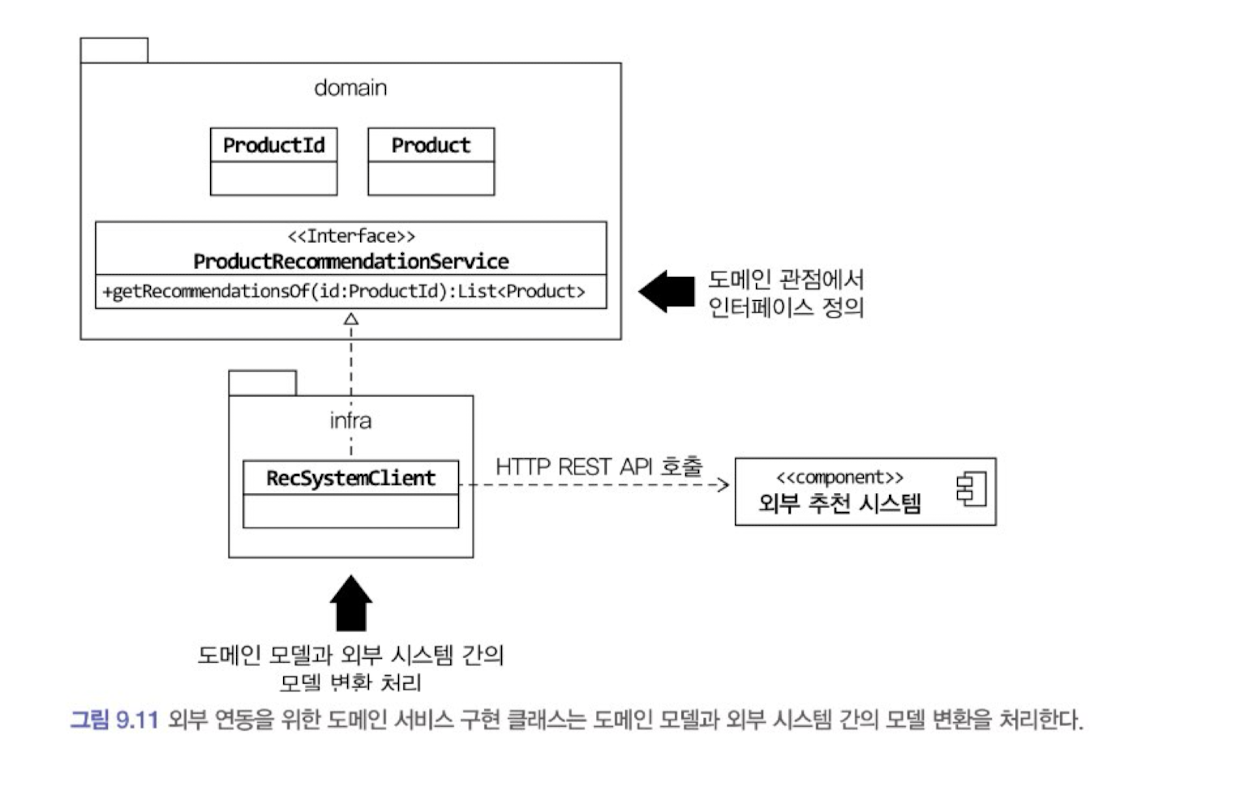 domain
ProductId
Product
<<Interface>>
ProductRecommendationService
+getRecommendationsOf(id:ProductId):List<Product>
도메인 관점에서
인터페이스 정의
infra
RecSystemClient
HTTP REST API 호출
<<component>>
외부 추천 시스템
도메인 모델과 외부 시스템 간의
모델 변환 처리
그림 9.11 외부 연동을 위한 도메인 서비스 구현 클래스는 도메인 모델과 외부 시스템 간의 모델 변환을 처리한다.